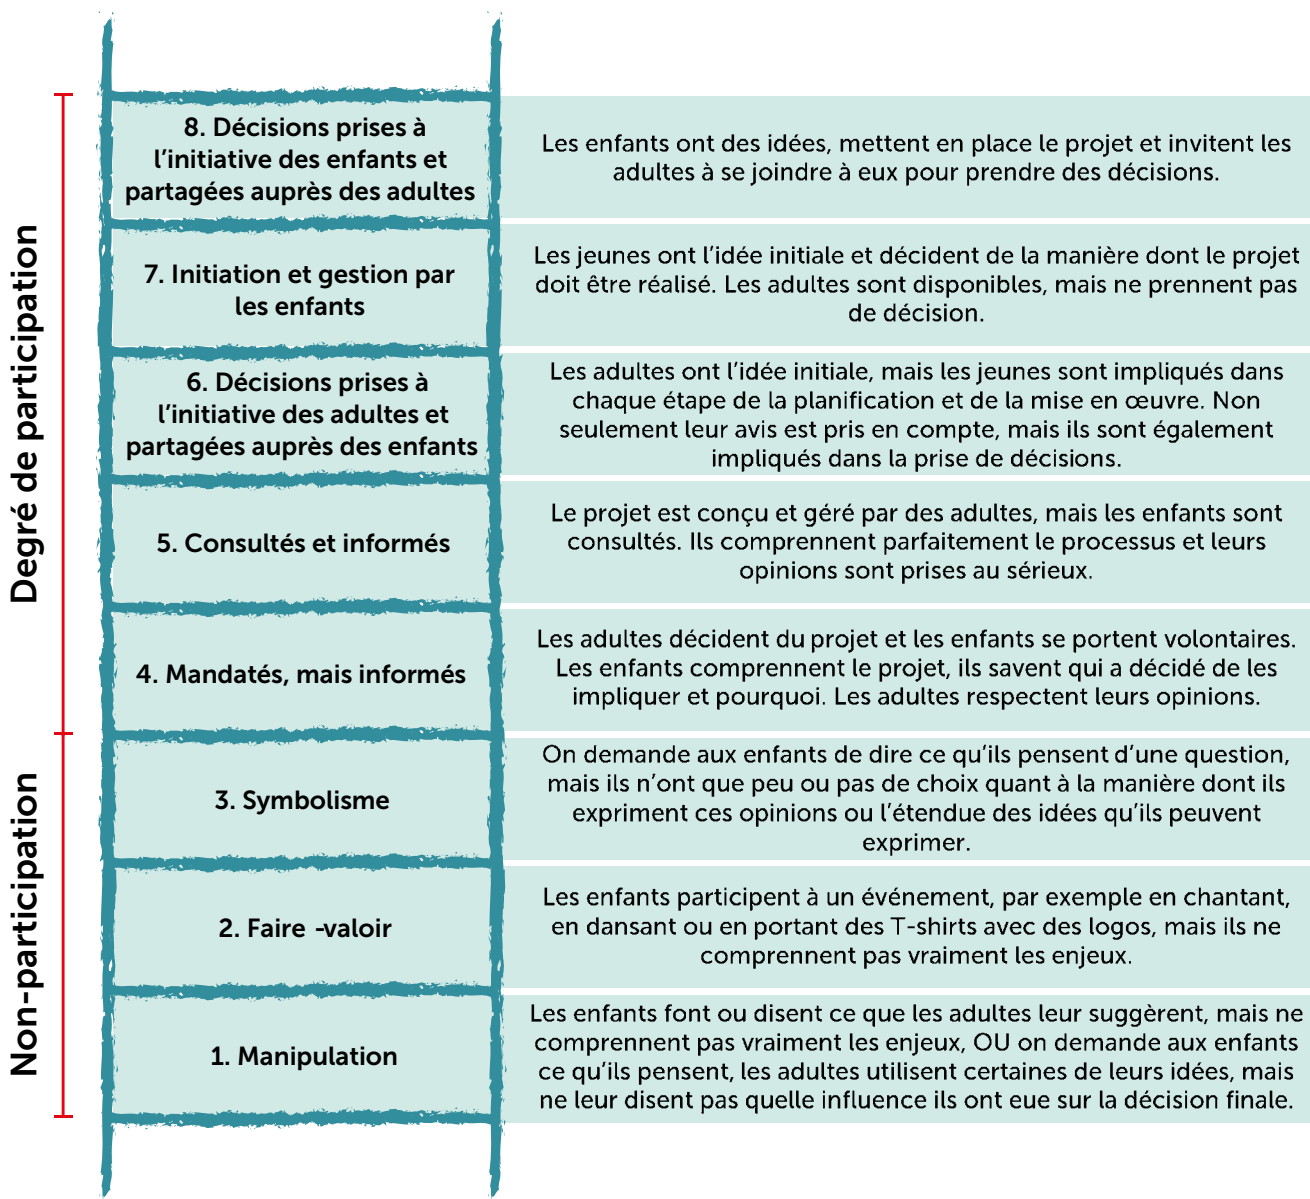 Degré de participation
8. Décisions prises à
l’initiative des enfants et
partagées auprès des adultes
Les enfants ont des idées, mettent en place le projet et invitent les
adultes à se joindre à eux pour prendre des décisions.
7. Initiation et gestion par
les enfants
Les jeunes ont l’idée initiale et décident de la manière dont le projet
doit être réalisé. Les adultes sont disponibles, mais ne prennent pas
de décision.
6. Décisions prises à
l’initiative des adultes et
partagées auprès des enfants
Les adultes ont l’idée initiale, mais les jeunes sont impliqués dans
chaque étape de la planification et de la mise en œuvre. Non
seulement leur avis est pris en compte, mais ils sont également
impliqués dans la prise de décisions.
5. Consultés et informés
Le projet est conçu et géré par des adultes, mais les enfants sont
consultés. Ils comprennent parfaitement le processus et leurs
opinions sont prises au sérieux.
4. Mandatés, mais informés
Les adultes décident du projet et les enfants se portent volontaires.
Les enfants comprennent le projet, ils savent qui a décidé de les
impliquer et pourquoi. Les adultes respectent leurs opinions.
Non-participation
3. Symbolisme
On demande aux enfants de dire ce qu’ils pensent d’une question,
mais ils n’ont que peu ou pas de choix quant à la manière dont ils
expriment ces opinions ou l’étendue des idées qu’ils peuvent
exprimer.
2. Faire -valoir
Les enfants participent à un événement, par exemple en chantant,
en dansant ou en portant des T-shirts avec des logos, mais ils ne
comprennent pas vraiment les enjeux.
1. Manipulation
Les enfants font ou disent ce que les adultes leur suggèrent, mais ne
comprennent pas vraiment les enjeux, OU on demande aux enfants
ce qu’ils pensent, les adultes utilisent certaines de leurs idées, mais
ne leur disent pas quelle influence ils ont eue sur la décision finale.